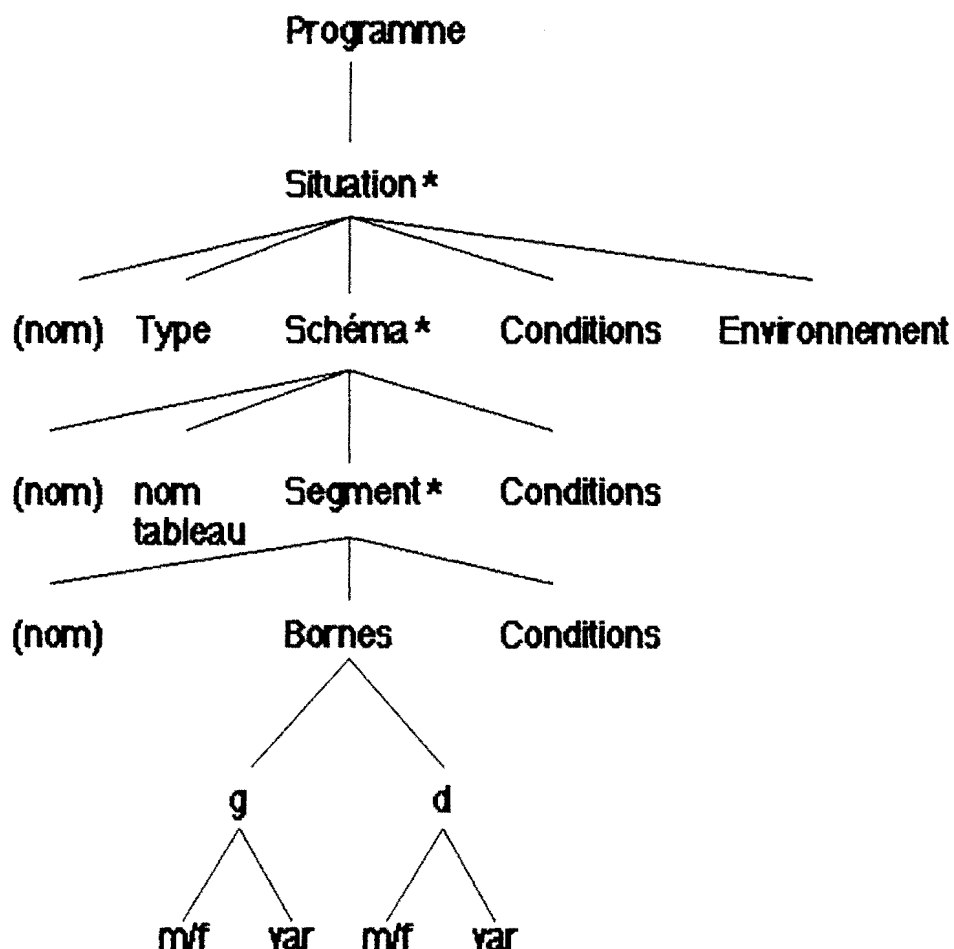 Programme
Situation *
(nom) Type Schéma * Conditions Environnement
(nom) nom Segment * Conditions
tableau
(nom) Bornes Conditions
g d
m/f var m/f var